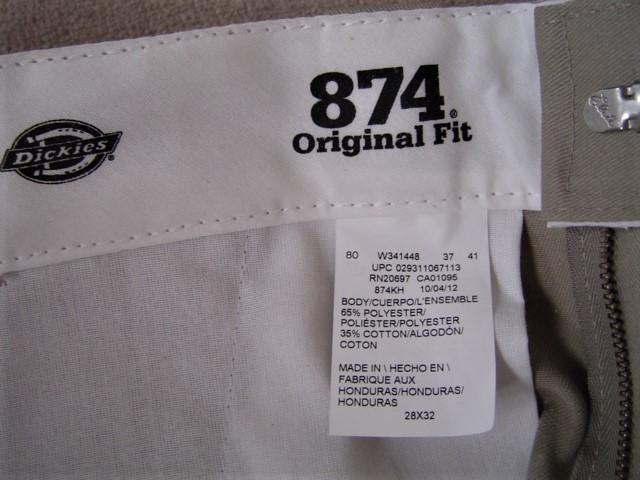 Dickies®
874®
Original Fit
80 W341448 37 41
UPC 029311067113
RN20697 CA01095
874KH 10/04/12
BODY/CUERPO/L'ENSEMBLE
65% POLYESTER/
POLIÉSTER/POLYESTER
35% COTTON/ALGODÓN/
COTON
MADE IN \ HECHO EN \
FABRIQUE AUX
HONDURAS/HONDURAS/
HONDURAS
28X32